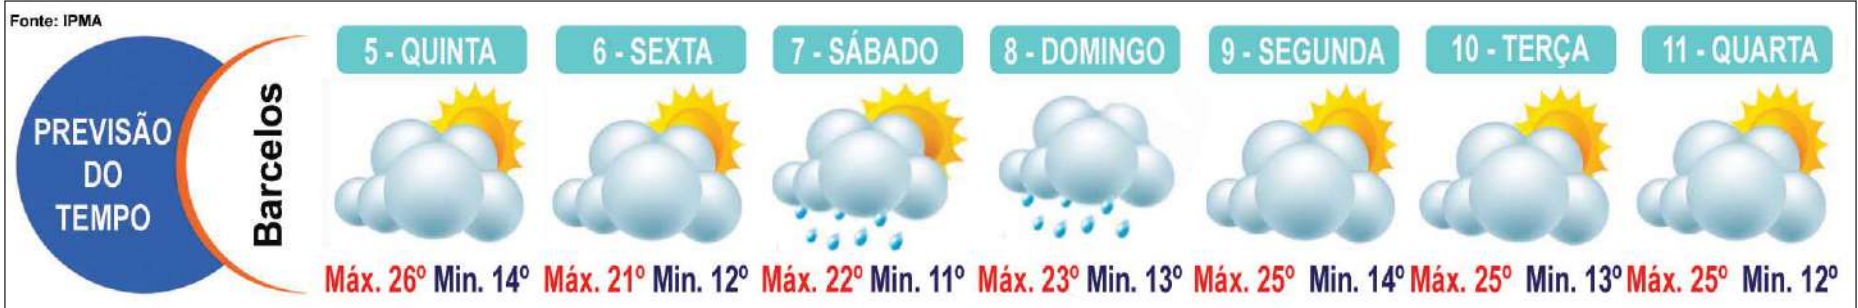 Fonte: IPMA
PREVISÃO
DO
TEMPO
Barcelos
5 - QUINTA
Máx. 26º Min. 14º
6 - SEXTA
Máx. 21º Min. 12º
7 - SÁBADO
Máx. 22º Min. 11º
8 - DOMINGO
Máx. 23º Min. 13º
9 - SEGUNDA
Máx. 25º Min. 14º
10 - TERÇA
Máx. 25º Min. 13º
11 - QUARTA
Máx. 25º Min. 12º